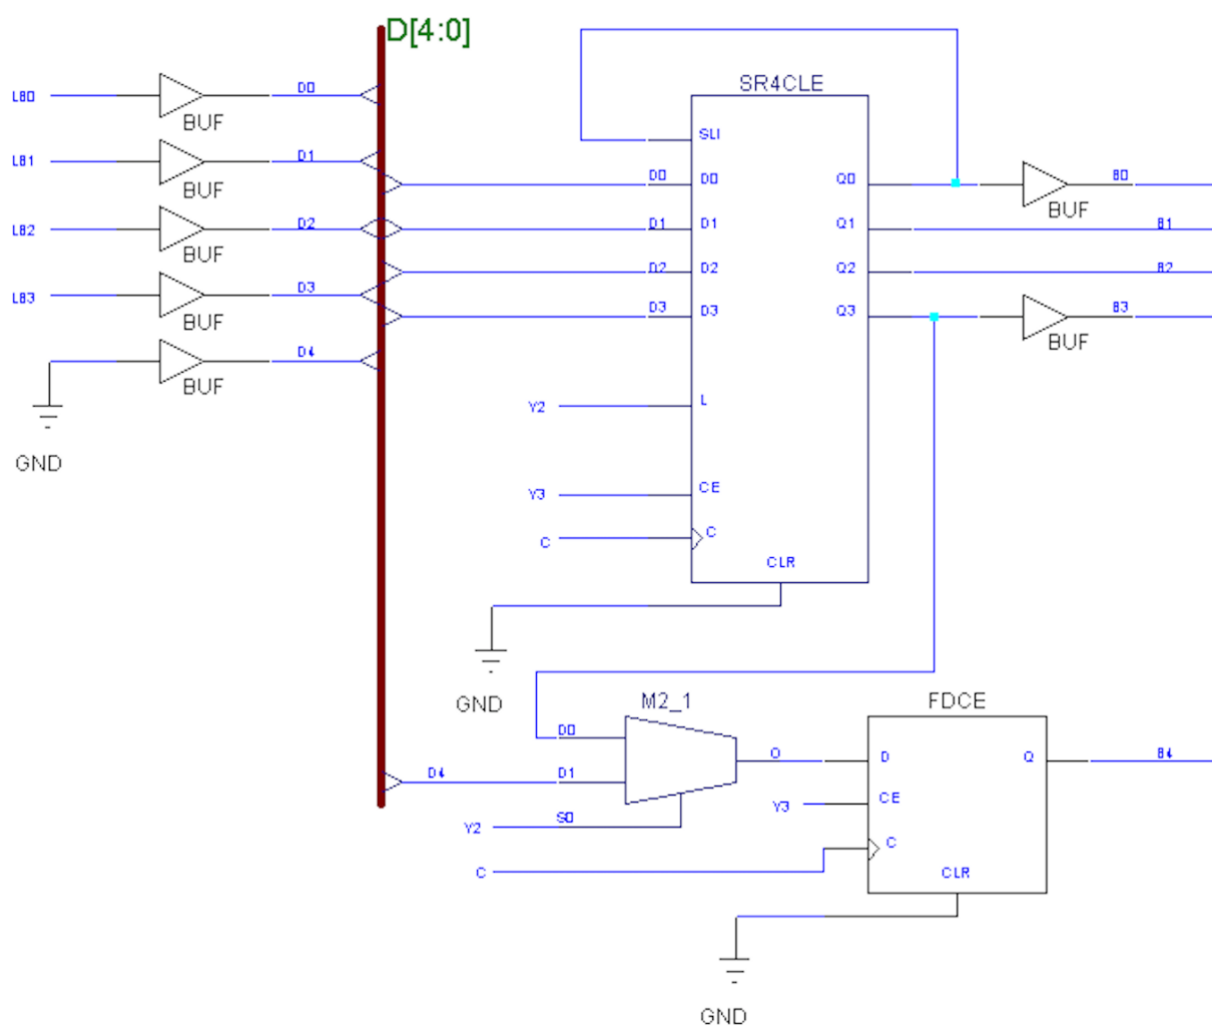 D[4:0]
LB0
BUF
D0
LB1
BUF
D1
LB2
BUF
D2
LB3
BUF
D3
BUF
D4
GND
SR4CLE
SLI
D0
D0
Q0
BUF
B0
D1
D1
Q1
B1
D2
D2
Q2
B2
D3
D3
Q3
BUF
B3
Y2
L
Y3
CE
C
C
CLR
GND
M2_1
D0
D4
D1
Y2
S0
O
FDCE
D
Q
B4
Y3
CE
C
C
CLR
GND